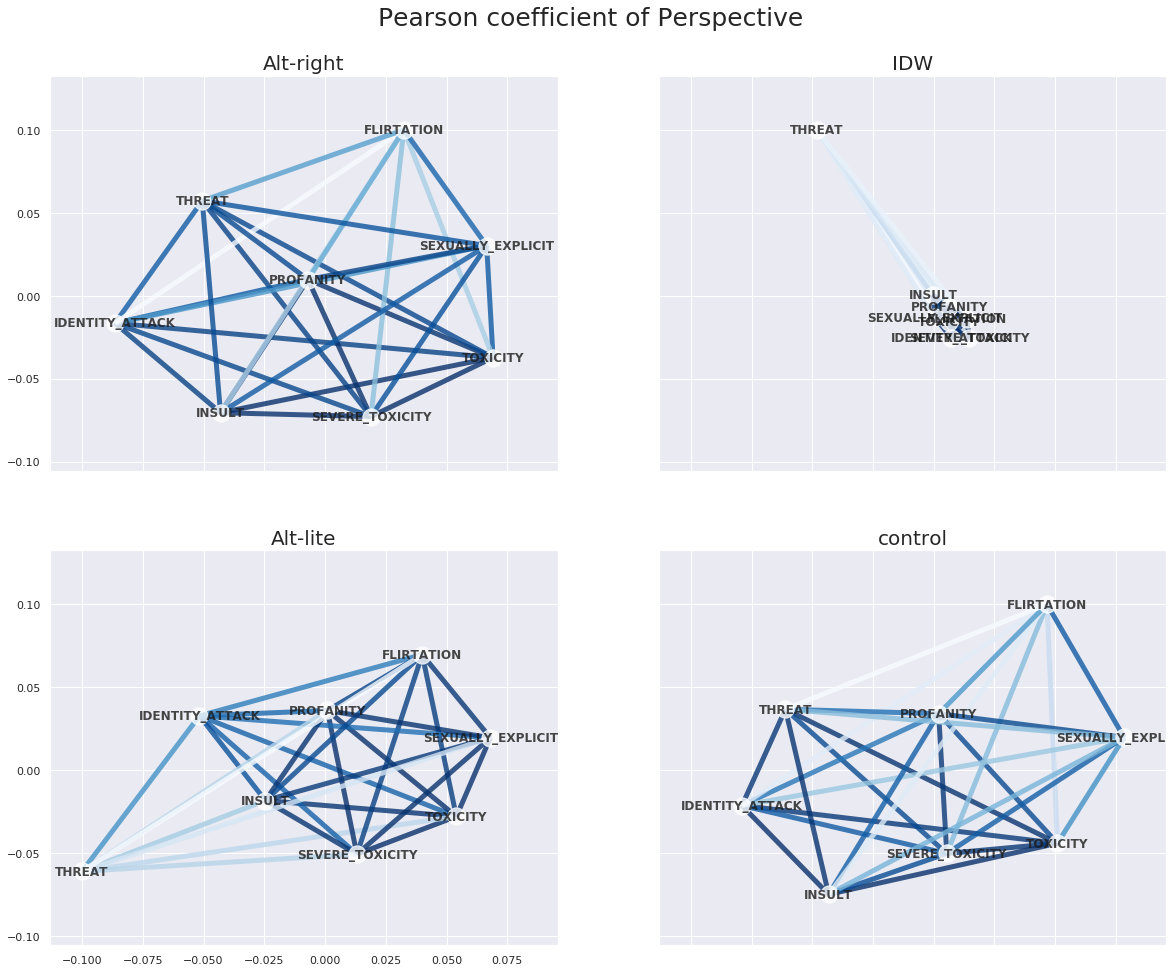 Pearson coefficient of Perspective
Alt-right
0.10
0.05
0.00
−0.05
−0.10
FLIRTATION
THREAT
SEXUALLY_EXPLICIT
PROFANITY
IDENTITY_ATTACK
TOXICITY
INSULT
SEVERE_TOXICITY
IDW
THREAT
INSULT
PROFANITY
TOXICITY
Alt-lite
0.10
0.05
0.00
−0.05
−0.10
FLIRTATION
IDENTITY_ATTACK
PROFANITY
SEXUALLY_EXPLICIT
INSULT
TOXICITY
SEVERE_TOXICITY
THREAT
−0.100
−0.075
−0.050
−0.025
0.000
0.025
0.050
0.075
control
FLIRTATION
THREAT
PROFANITY
SEXUALLY_EXPL
IDENTITY_ATTACK
TOXICITY
SEVERE_TOXICITY
INSULT